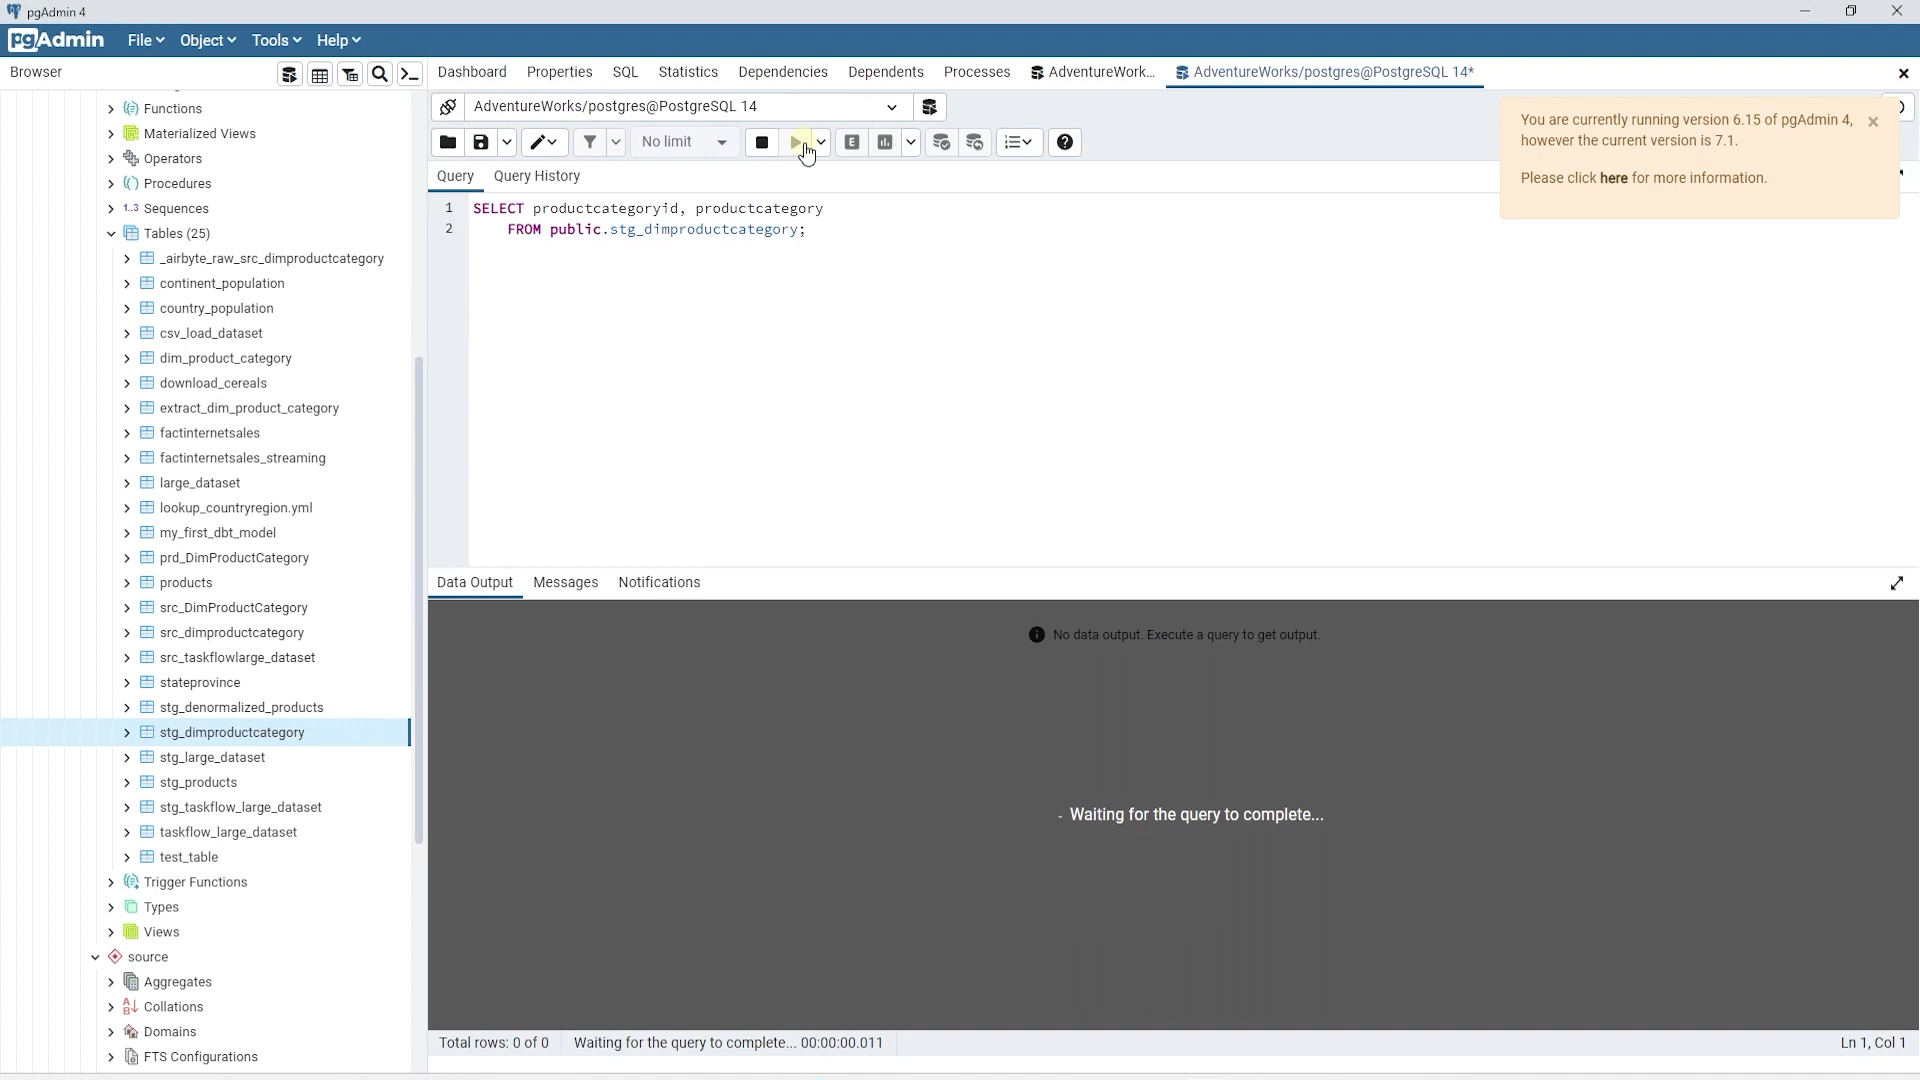 pgAdmin 4
pgAdmin File Object Tools Help
Browser
Dashboard Properties SQL Statistics Dependencies Dependents Processes AdventureWork... AdventureWorks/postgres@PostgreSQL 14*
AdventureWorks/postgres@PostgreSQL 14
No limit
E
Query Query History
1 SELECT productcategoryid, productcategory
2 FROM public.stg_dimproductcategory;
You are currently running version 6.15 of pgAdmin 4,
however the current version is 7.1.
Please click here for more information.
Functions
Materialized Views
Operators
Procedures
1..3 Sequences
Tables (25)
_airbyte_raw_src_dimproductcategory
continent_population
country_population
csv_load_dataset
dim_product_category
download_cereals
extract_dim_product_category
factinternetsales
factinternetsales_streaming
large_dataset
lookup_countryregion.yml
my_first_dbt_model
prd_DimProductCategory
products
src_DimProductCategory
src_dimproductcategory
src_taskflowlarge_dataset
stateprovince
stg_denormalized_products
stg_dimproductcategory
stg_large_dataset
stg_products
stg_taskflow_large_dataset
taskflow_large_dataset
test_table
Trigger Functions
Types
Views
source
Aggregates
Collations
Domains
FTS Configurations
Data Output Messages Notifications
No data output. Execute a query to get output.
Waiting for the query to complete...
Total rows: 0 of 0 Waiting for the query to complete... 00:00:00.011
Ln 1, Col 1